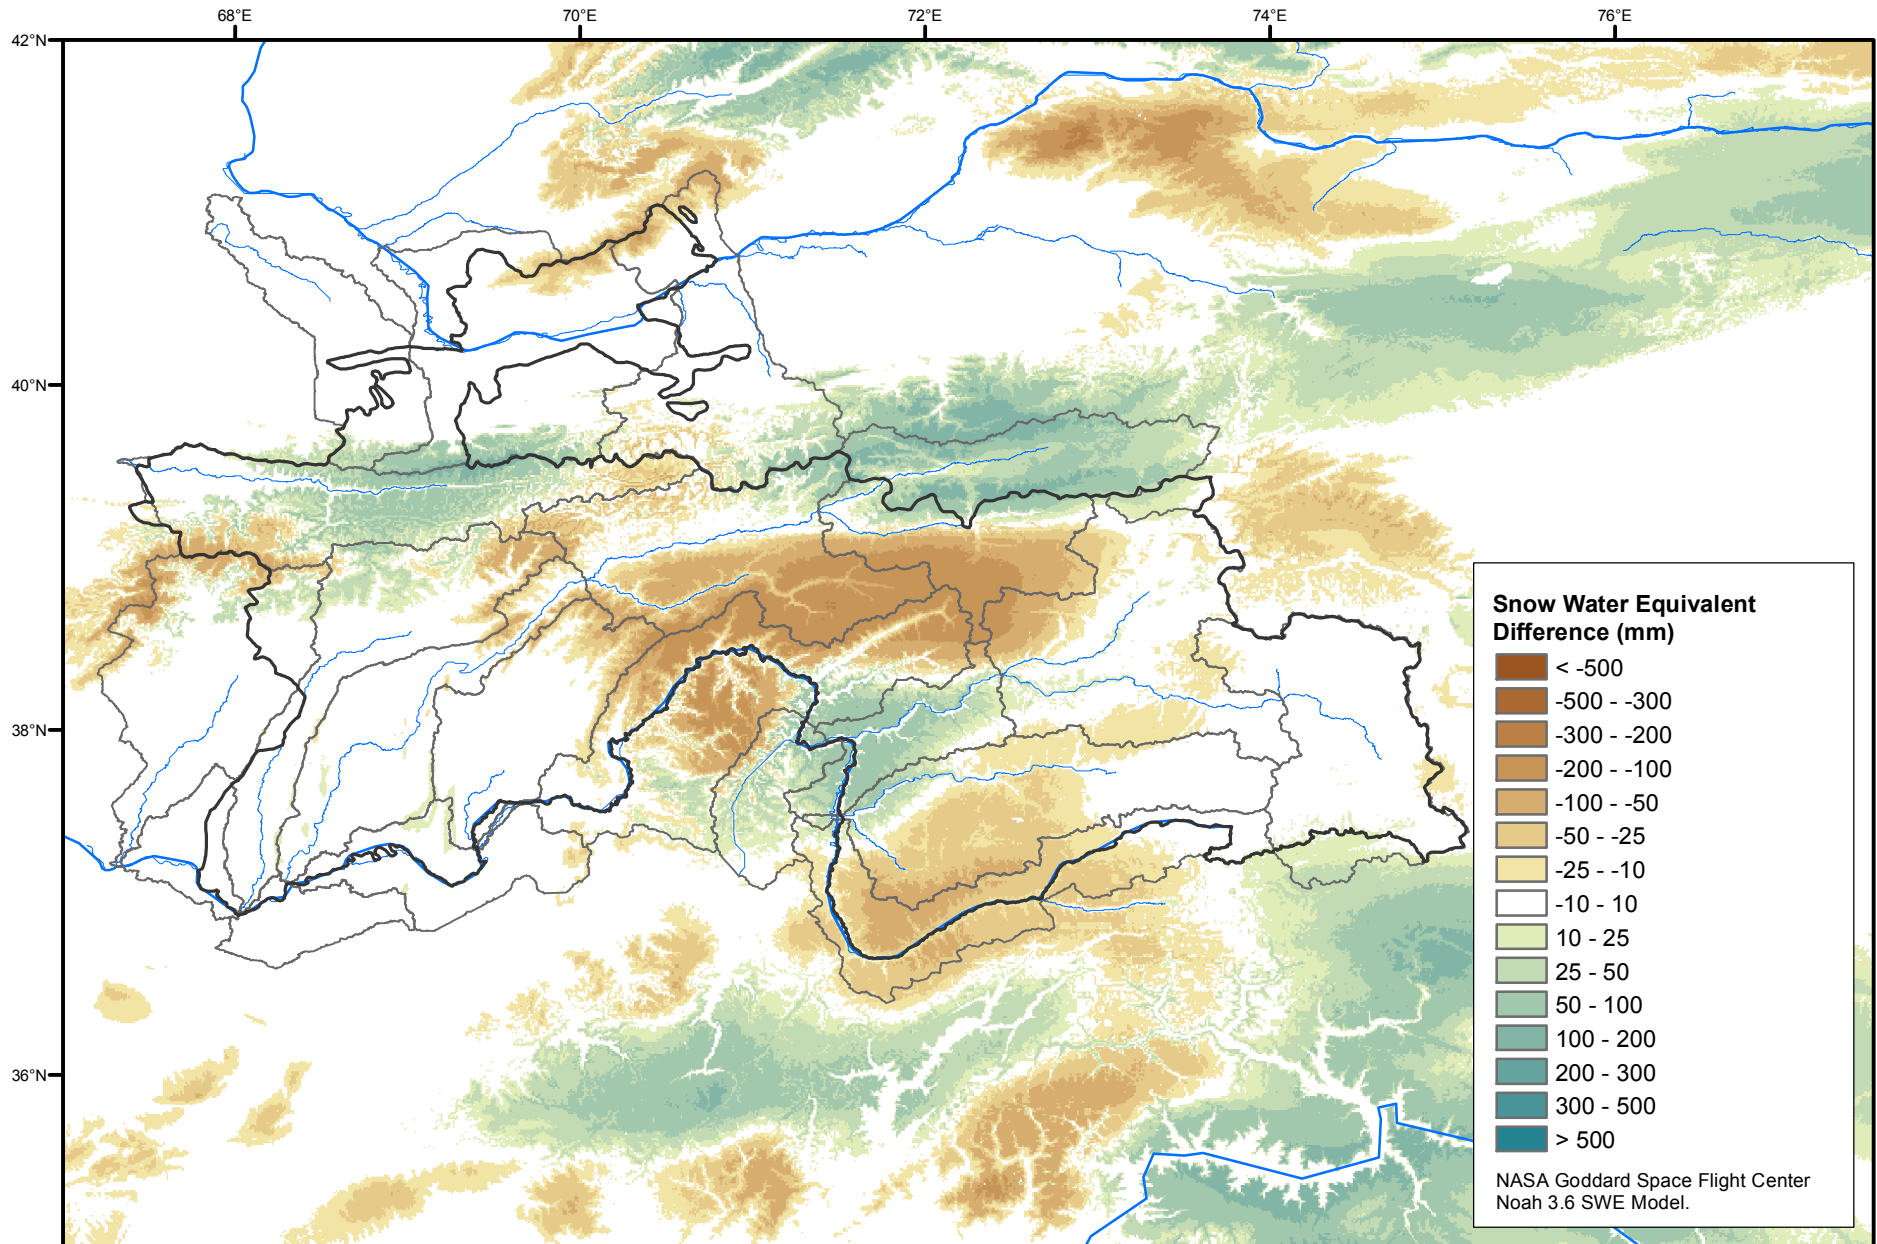 68°E
70°E
72°E
74°E
76°E
42°N
40°N
38°N
36°N
Snow Water Equivalent
Difference (mm)
< -500
-500 - -300
-300 - -200
-200 - -100
-100 - -50
-50 - -25
-25 - -10
-10 - 10
10 - 25
25 - 50
50 - 100
100 - 200
200 - 300
300 - 500
> 500
NASA Goddard Space Flight Center
Noah 3.6 SWE Model.